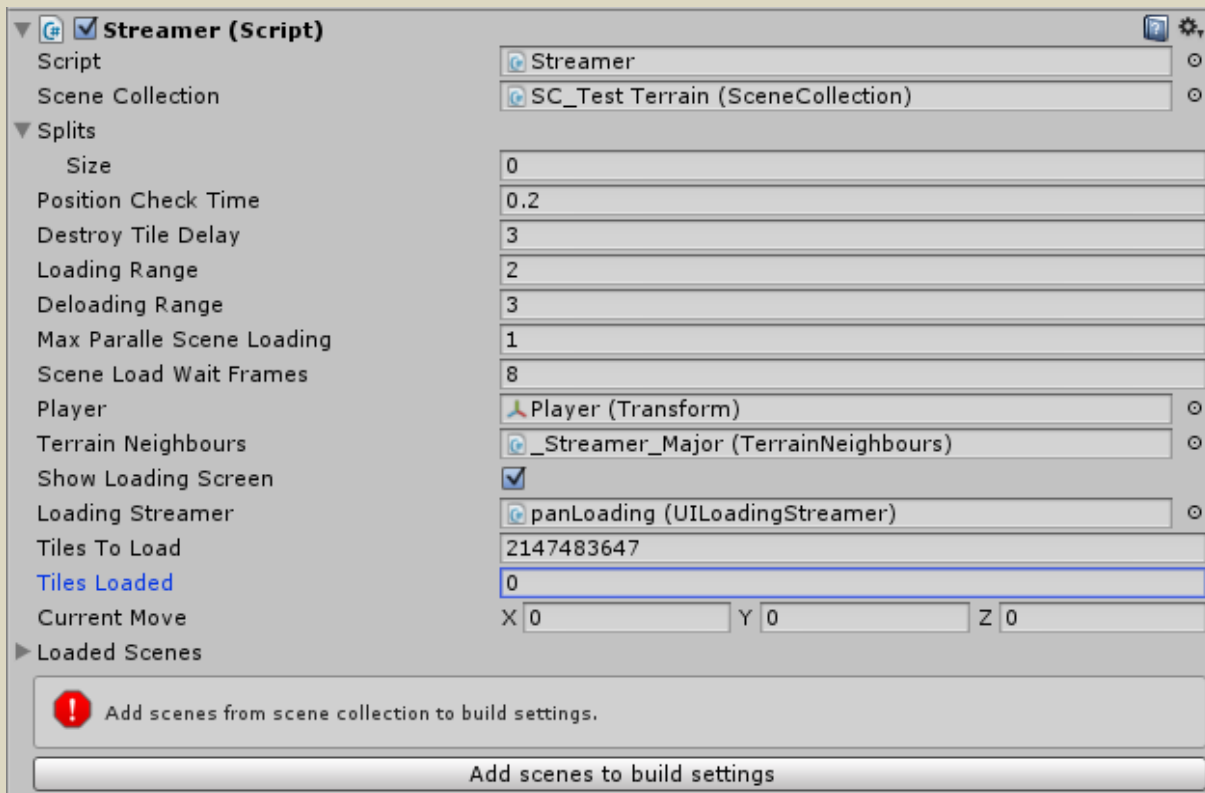 Streamer (Script)
Script Streamer
Scene Collection SC_Test Terrain (SceneCollection)
Splits
Size 0
Position Check Time 0.2
Destroy Tile Delay 3
Loading Range 2
Deloading Range 3
Max Paralle Scene Loading 1
Scene Load Wait Frames 8
Player Player (Transform)
Terrain Neighbours _Streamer_Major (TerrainNeighbours)
Show Loading Screen
Loading Streamer panLoading (UILoadingStreamer)
Tiles To Load 2147483647
Tiles Loaded 0
Current Move X 0 Y 0 Z 0
Loaded Scenes
Add scenes from scene collection to build settings.
Add scenes to build settings